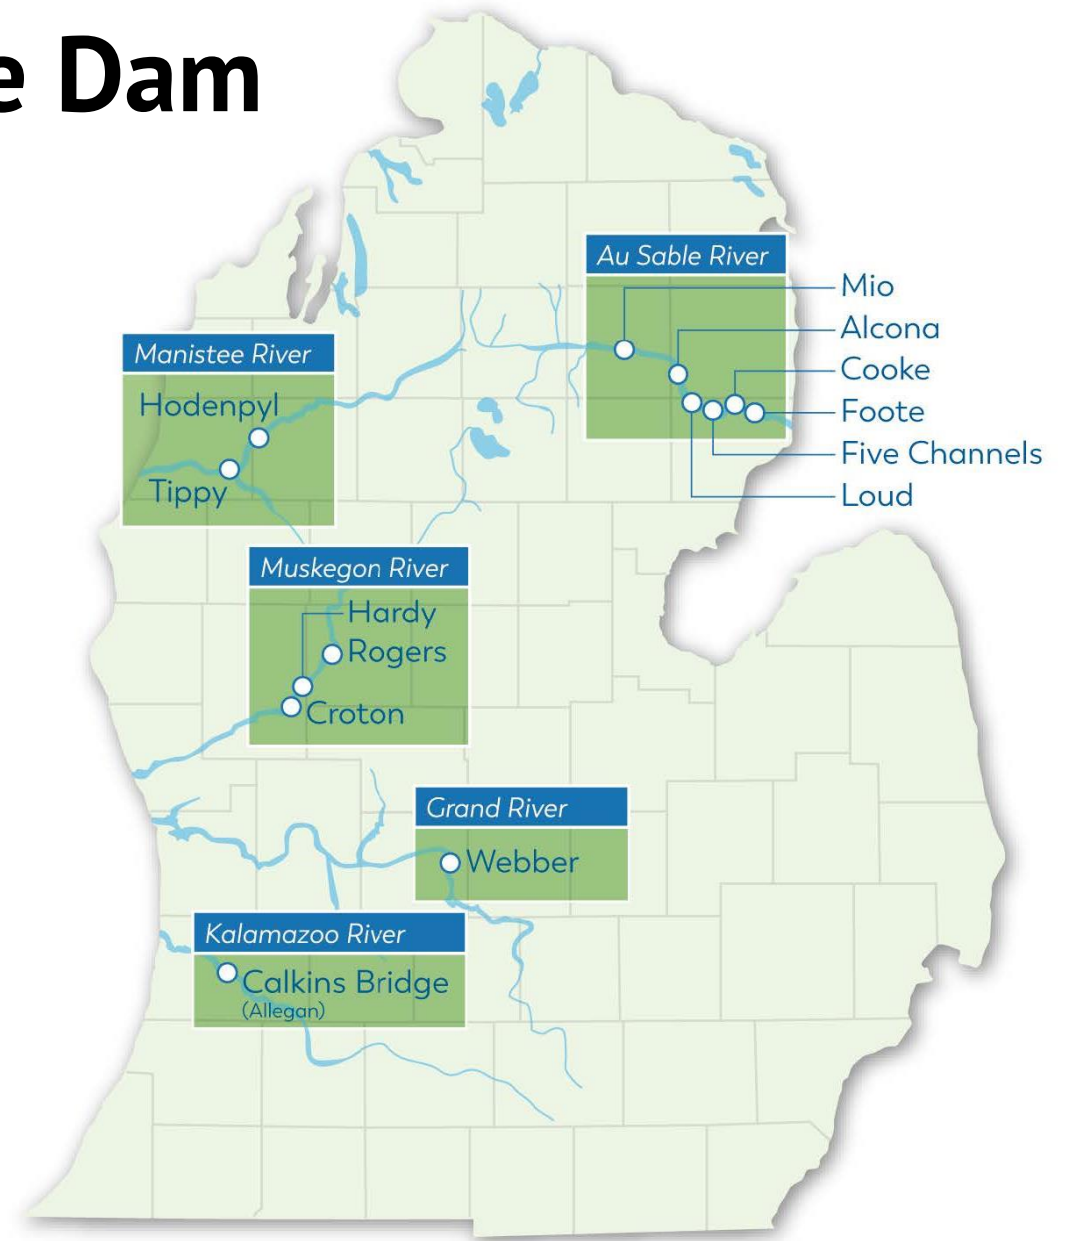 e Dam
Au Sable River
Mio
Alcona
Cooke
Foote
Five Channels
Loud
Manistee River
Hodenpyl
Tippy
Muskegon River
Hardy
Rogers
Croton
Grand River
Webber
Kalamazoo River
Calkins Bridge
(Allegan)